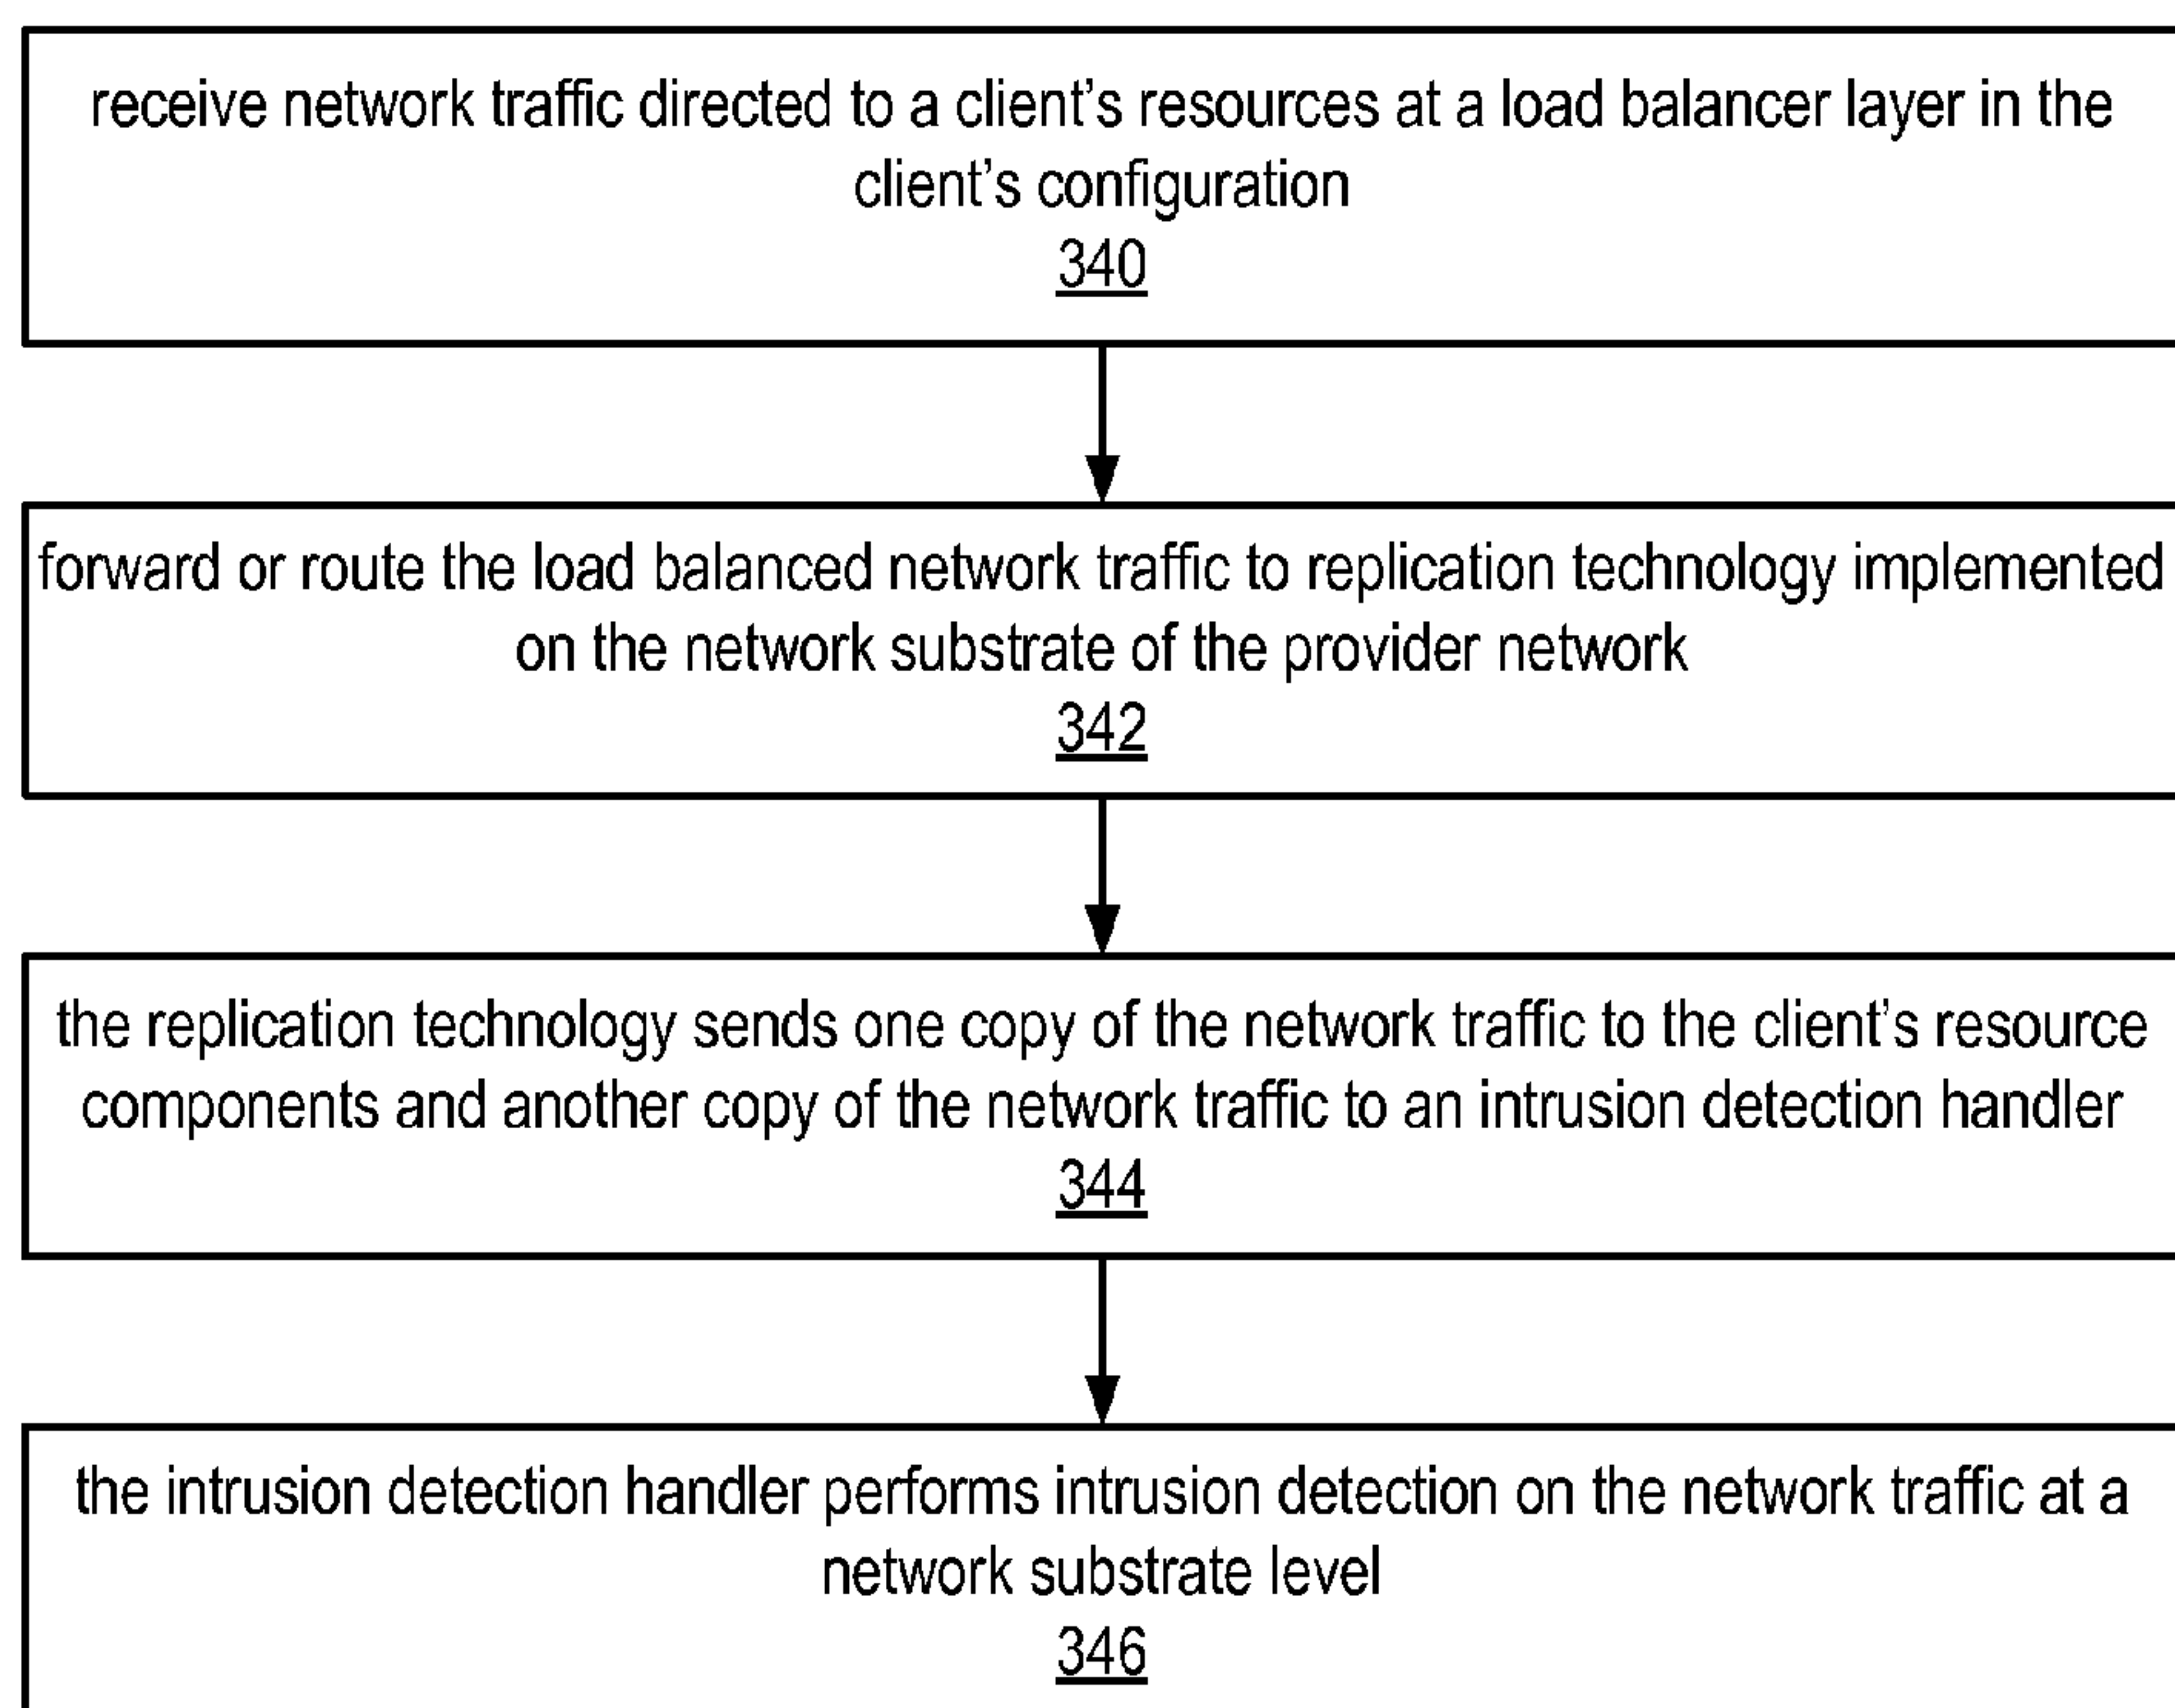 receive network traffic directed to a client’s resources at a load balancer layer in the
client’s configuration
340
forward or route the load balanced network traffic to replication technology implemented
on the network substrate of the provider network
342
the replication technology sends one copy of the network traffic to the client’s resource
components and another copy of the network traffic to an intrusion detection handler
344
the intrusion detection handler performs intrusion detection on the network traffic at a
network substrate level
346